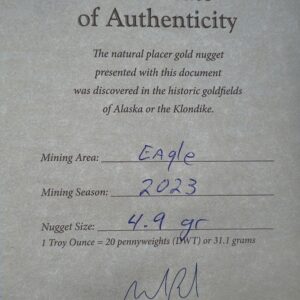 of Authenticity
The natural placer gold nugget
presented with this document
was discovered in the historic goldfields
of Alaska or the Klondike.
Mining Area: EAgle
Mining Season: 2023
Nugget Size: 4.9 gr
1 Troy Ounce = 20 pennyweights (DWT) or 31.1 grams